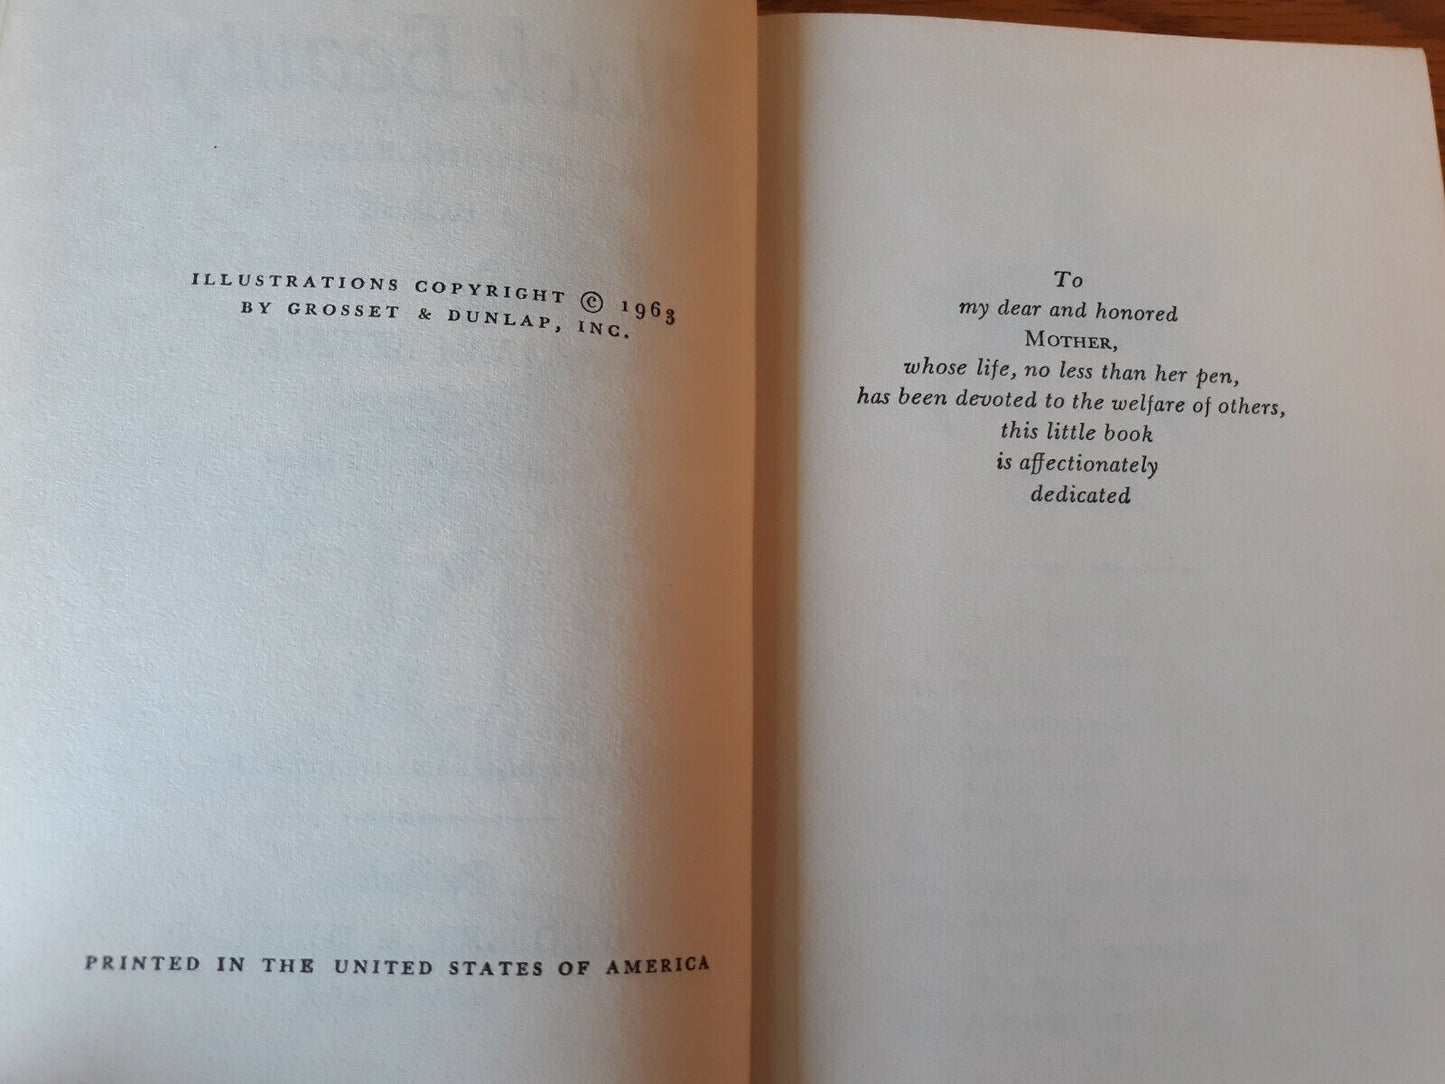 ILLUSTRATIONS COPYRIGHT © 1963
BY GROSSET & DUNLAP, INC.
PRINTED IN THE UNITED STATES OF AMERICA
To
my dear and honored
MOTHER,
whose life, no less than her pen,
has been devoted to the welfare of others,
this little book
is affectionately
dedicated